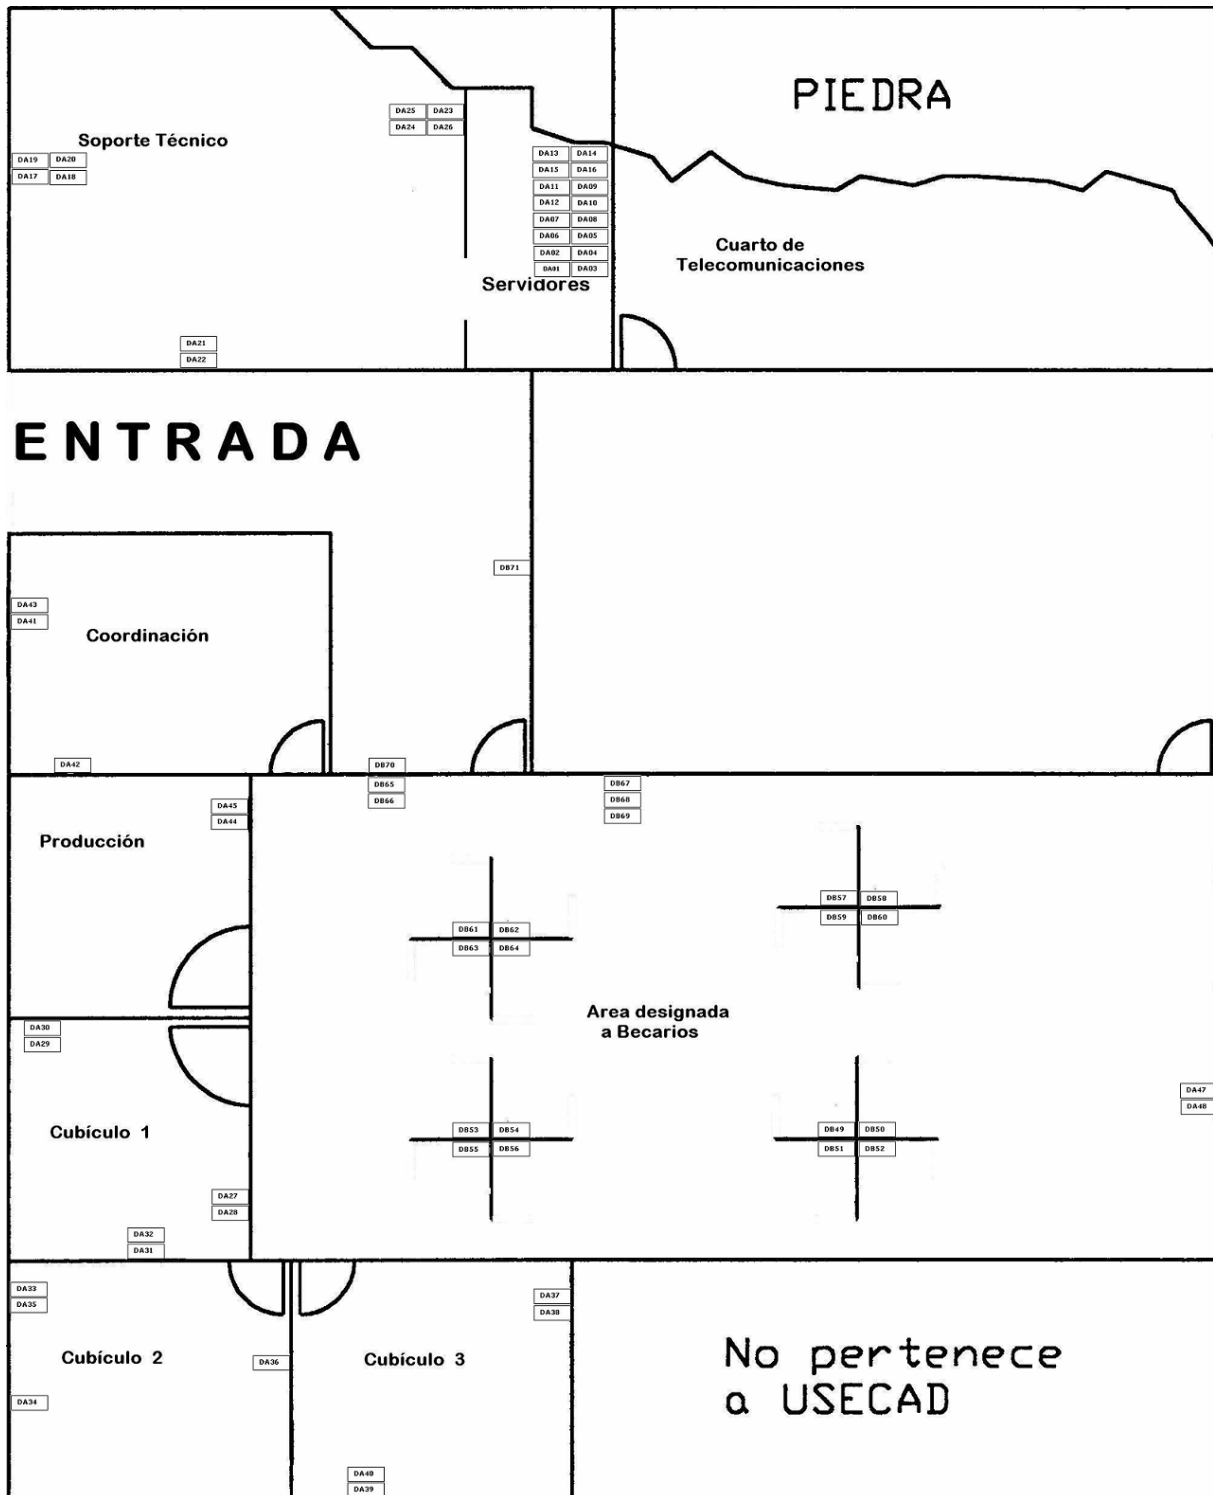 PIEDRA
DA25 DA23
DA24 DA26
Soporte Técnico
DA19 DA20
DA17 DA18
DA13 DA14
DA15 DA16
DA11 DA09
DA12 DA10
DA07 DA08
DA06 DA05
DA02 DA04
DA01 DA03
Servidores
Cuarto de
Telecomunicaciones
DA21
DA22
ENTRADA
DB71
DA43
DA41
Coordinación
DA42
DB70
DB65
DB66
DB67
DB68
DB69
DA45
DA44
Producción
DB57 DB58
DB59 DB60
DB61 DB62
DB63 DB64
Area designada
a Becarios
DA30
DA29
Cubículo 1
DA47
DA48
DB53 DB54
DB55 DB56
DB49 DB50
DB51 DB52
DA27
DA28
DA32
DA31
DA33
DA35
DA37
DA38
Cubículo 2
DA36
Cubículo 3
No pertenece
a USECAD
DA34
DA40
DA39